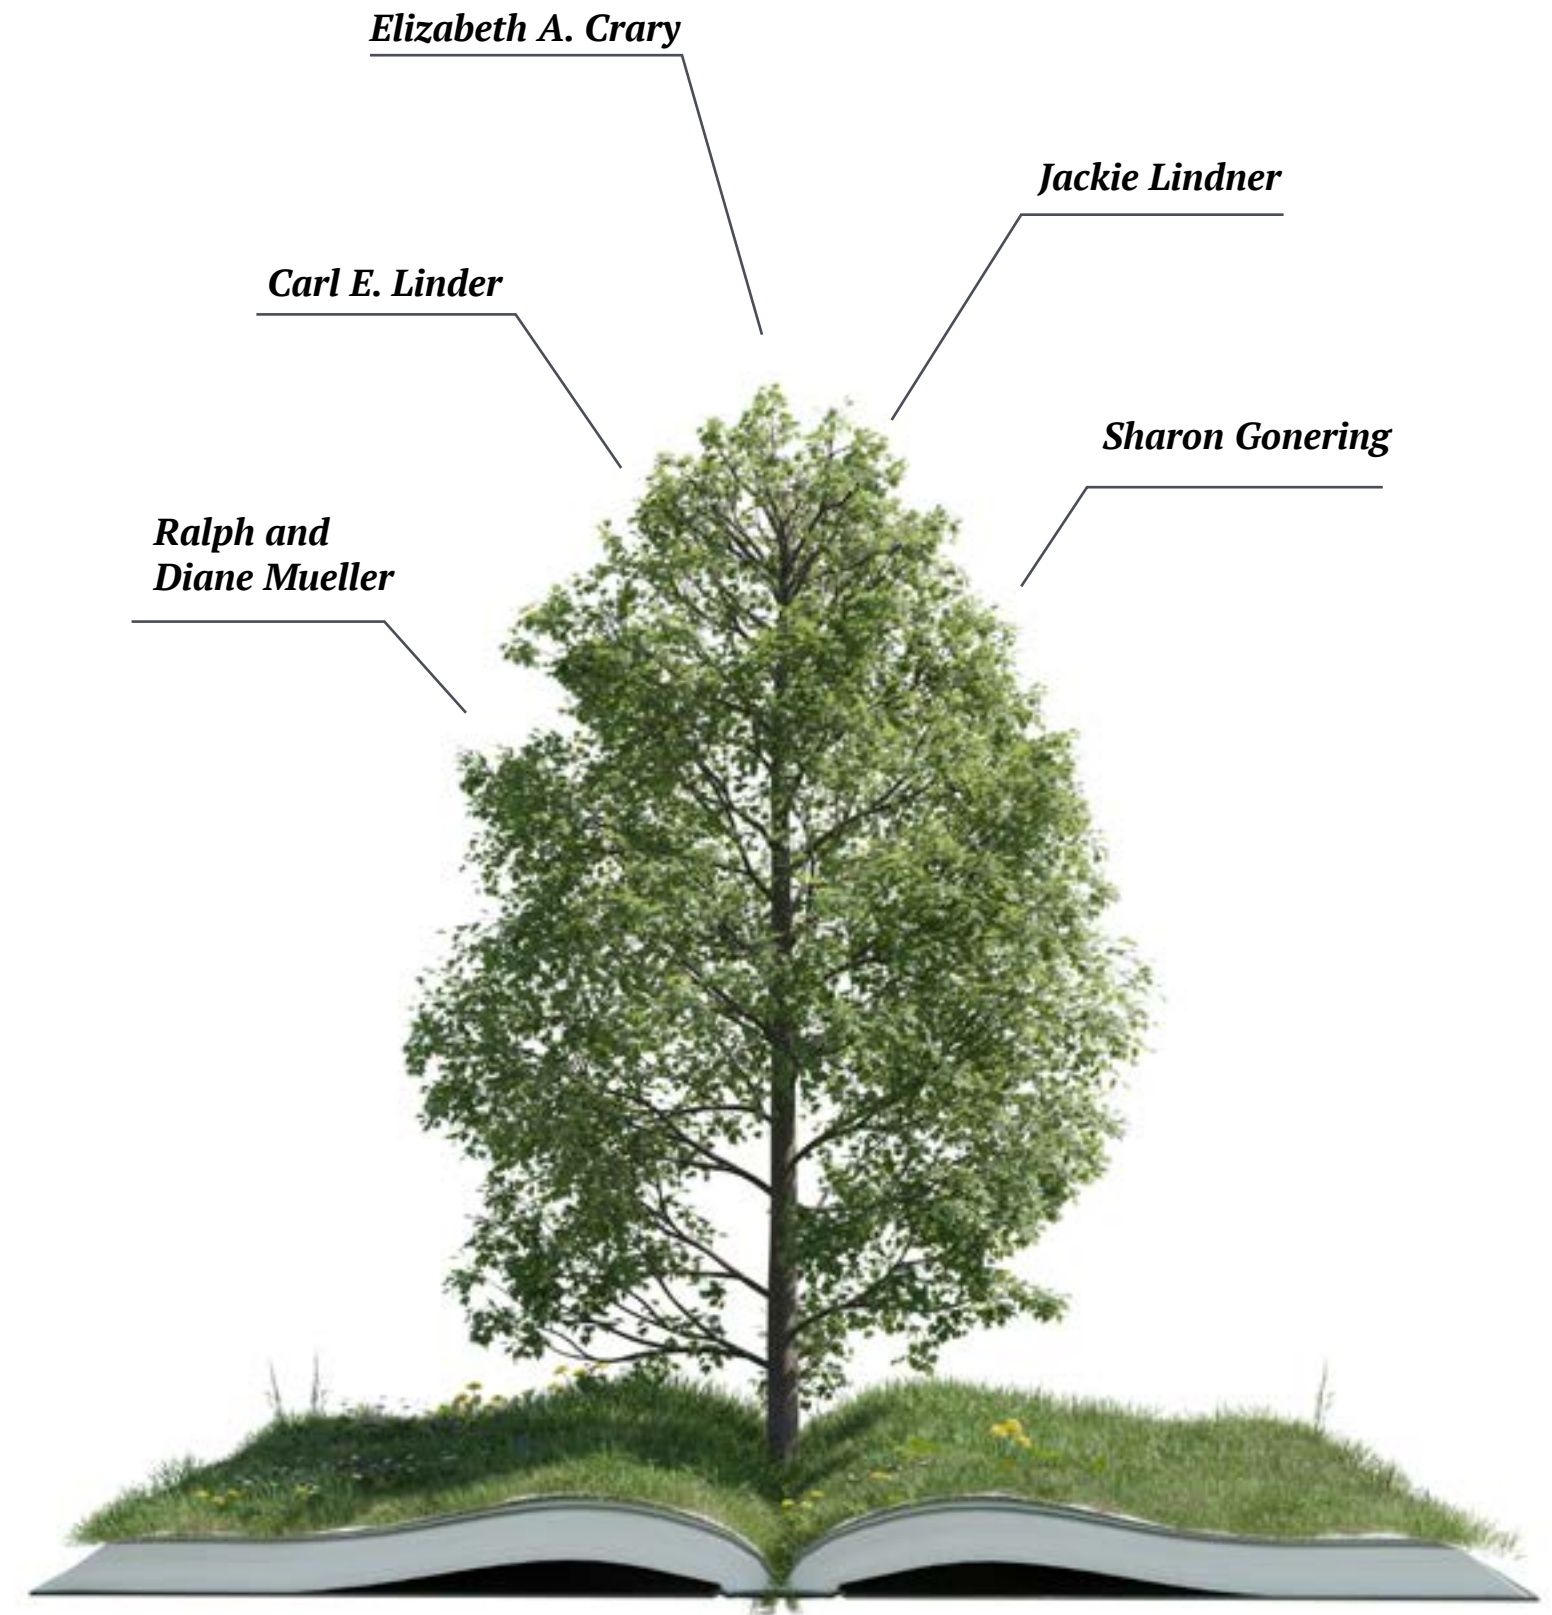 Elizabeth A. Crary
Jackie Lindner
Carl E. Linder
Sharon Gonering
Ralph and
Diane Mueller